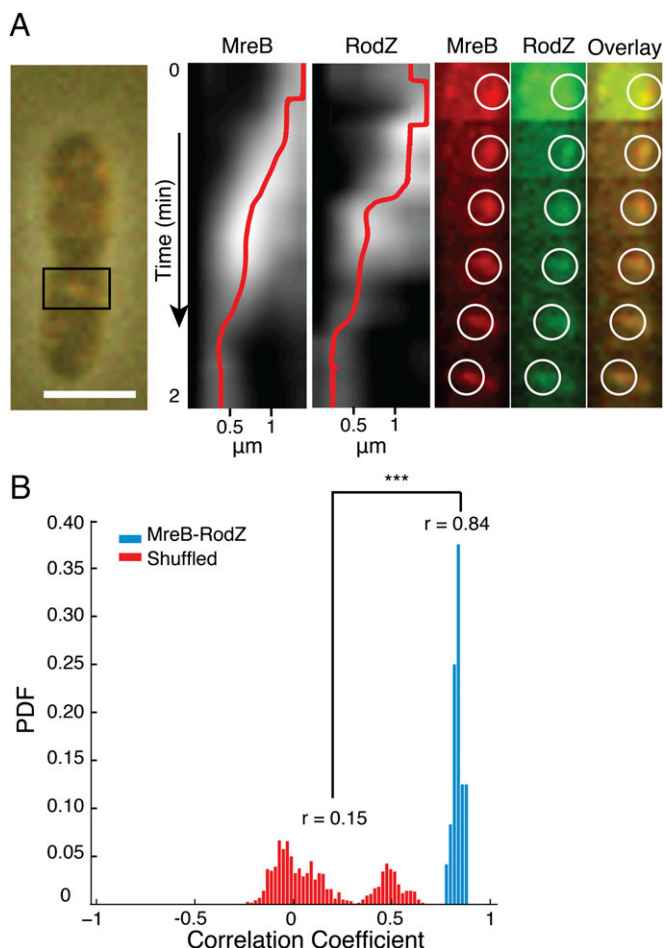 A
MreB RodZ MreB RodZ Overlay
0
Time (min)
2
0.5 1 0.5 1
µm µm
B
***
0.40 MreB-RodZ r = 0.84
Shuffled
0.35
0.30
0.25
0.20
0.15
0.10
r = 0.15
0.05
0
−1 -0.5 0 0.5 1
PDF
Correlation Coefficient